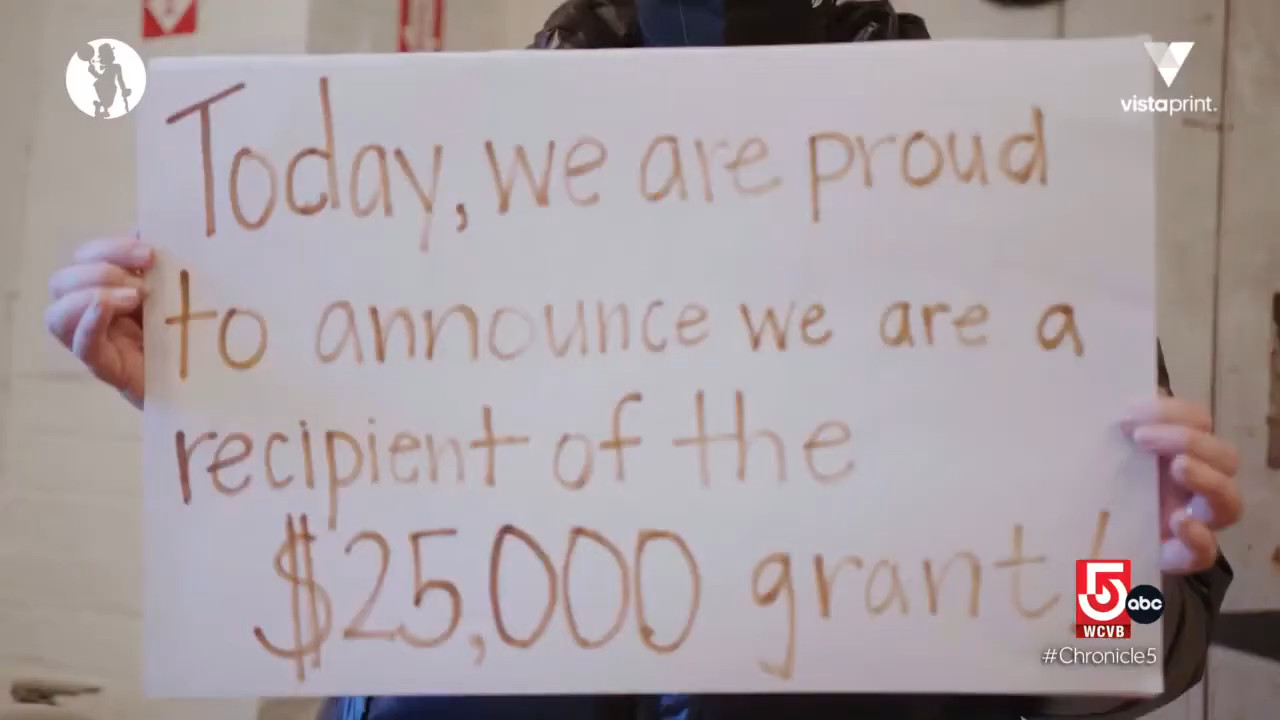 Today, we are proud
to announce we are a
recipient of the
$25,000 grant!
vistaprint.
5 abc
WCVB
#Chronicle5